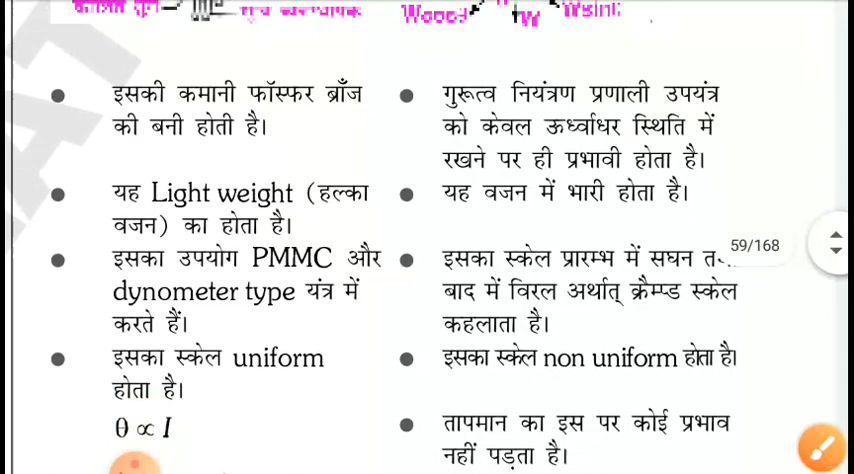 इसकी कमानी फॉस्फर ब्राँज
की बनी होती है।
यह Light weight (हल्का
वजन) का होता है।
इसका उपयोग PMMC और
dynometer type यंत्र में
करते हैं।
इसका स्केल uniform
होता है।
θ ∝ I
गुरूत्व नियंत्रण प्रणाली उपयंत्र
को केवल ऊर्ध्वाधर स्थिति में
रखने पर ही प्रभावी होता है।
यह वजन में भारी होता है।
इसका स्केल प्रारम्भ में सघन
बाद में विरल अर्थात् क्रैम्प्ड स्केल
कहलाता है।
इसका स्केल non uniform होता है।
तापमान का इस पर कोई प्रभाव
नहीं पड़ता है।
59/168